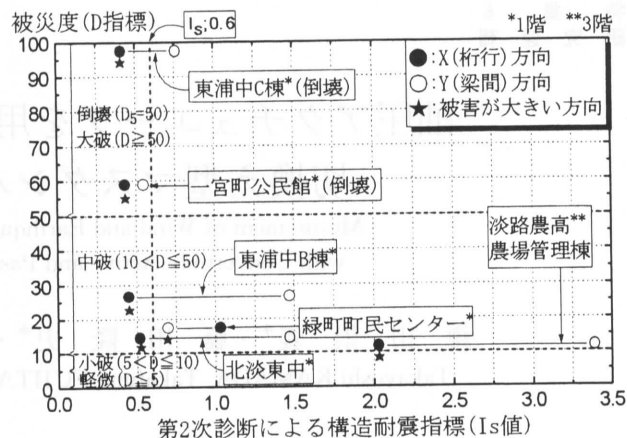 被災度(D指標)
Is;0.6
*1階 **3階
100
90
80
70
60
50
40
30
20
10
0
●:X(桁行)方向
○:Y(梁間)方向
★:被害が大きい方向
東浦中C棟*(倒壊)
倒壊(D5=50)
大破(D≧50)
宮町公民館*(倒壊)
淡路農高**
農場管理棟
中破(10<D≦50)
東浦中B棟*
緑町町民センター*
小破(5<D≦10)
軽微(D≦5)
北淡東中*
0.0 0.5 1.0 1.5 2.0 2.5 3.0 3.5
第2次診断による構造耐震指標(Is値)